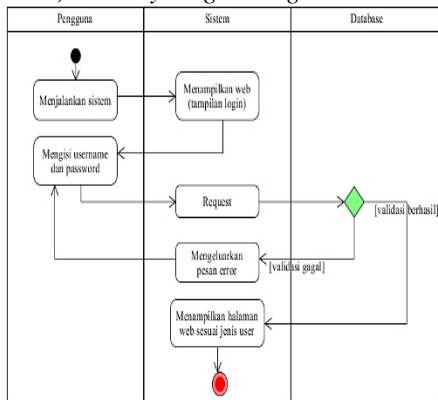 Pengguna
Sistem
Database
Menjalankan sistem
Menampilkan web
(tampilan login)
Mengisi username
dan password
Request
[validasi berhasil]
Mengeluarkan
pesan error
[validasi gagal]
Menampilkan halaman
web sesuai jenis user